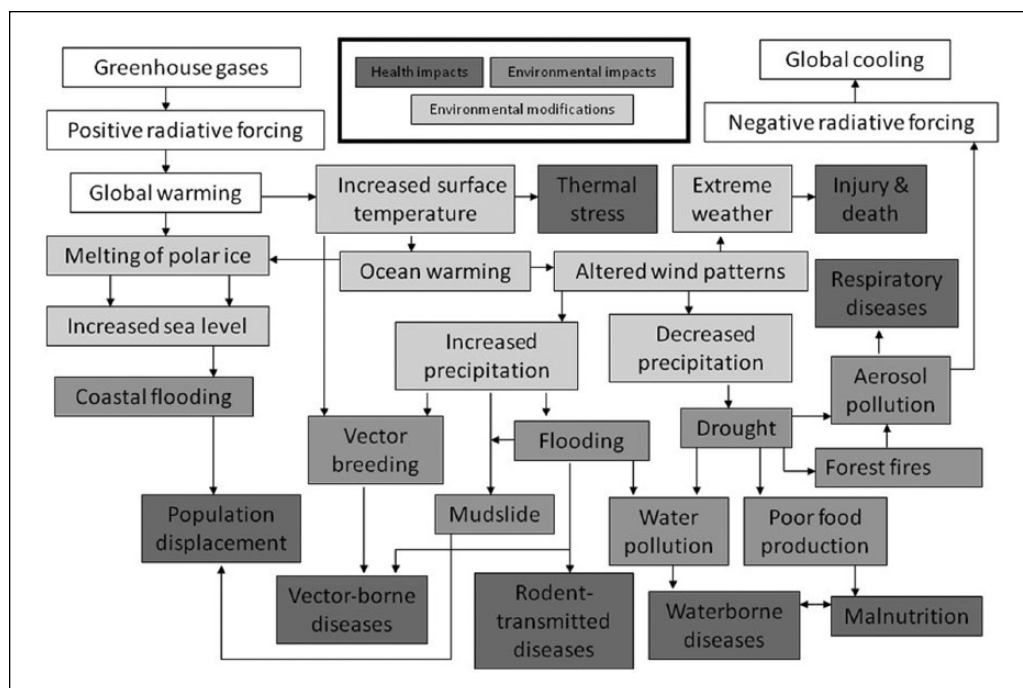 Greenhouse gases
Health impacts
Environmental impacts
Environmental modifications
Global cooling
Positive radiative forcing
Negative radiative forcing
Global warming
Increased surface
temperature
Thermal
stress
Extreme
weather
Injury &
death
Melting of polar ice
Ocean warming
Altered wind patterns
Respiratory
diseases
Increased sea level
Increased
precipitation
Decreased
precipitation
Coastal flooding
Aerosol
pollution
Vector
breeding
Flooding
Drought
Forest fires
Population
displacement
Mudslide
Water
pollution
Poor food
production
Vector-borne
diseases
Rodent-
transmitted
diseases
Waterborne
diseases
Malnutrition